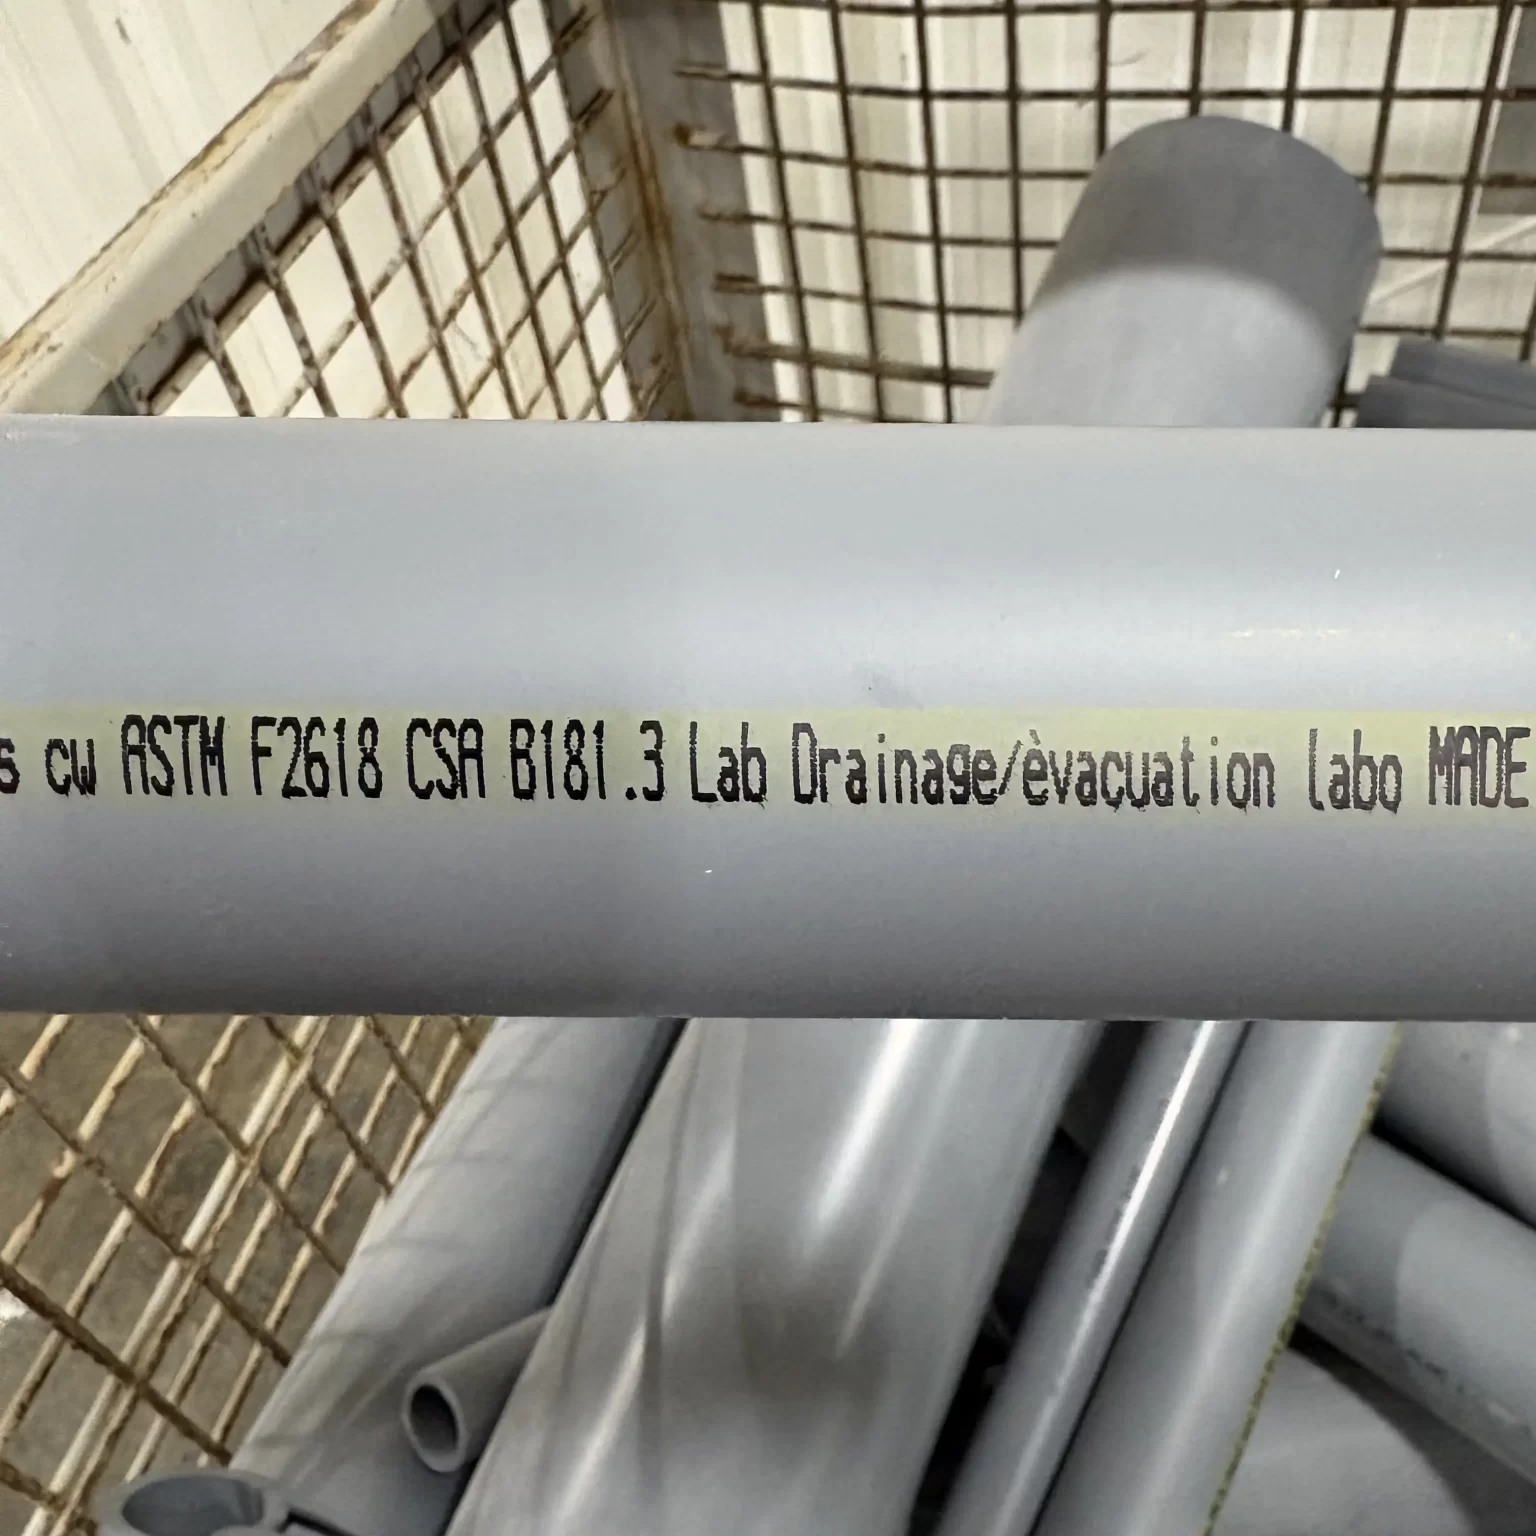 s cw ASTM F2618 CSA B181.3 Lab Drainage/èvacuation labo MADE